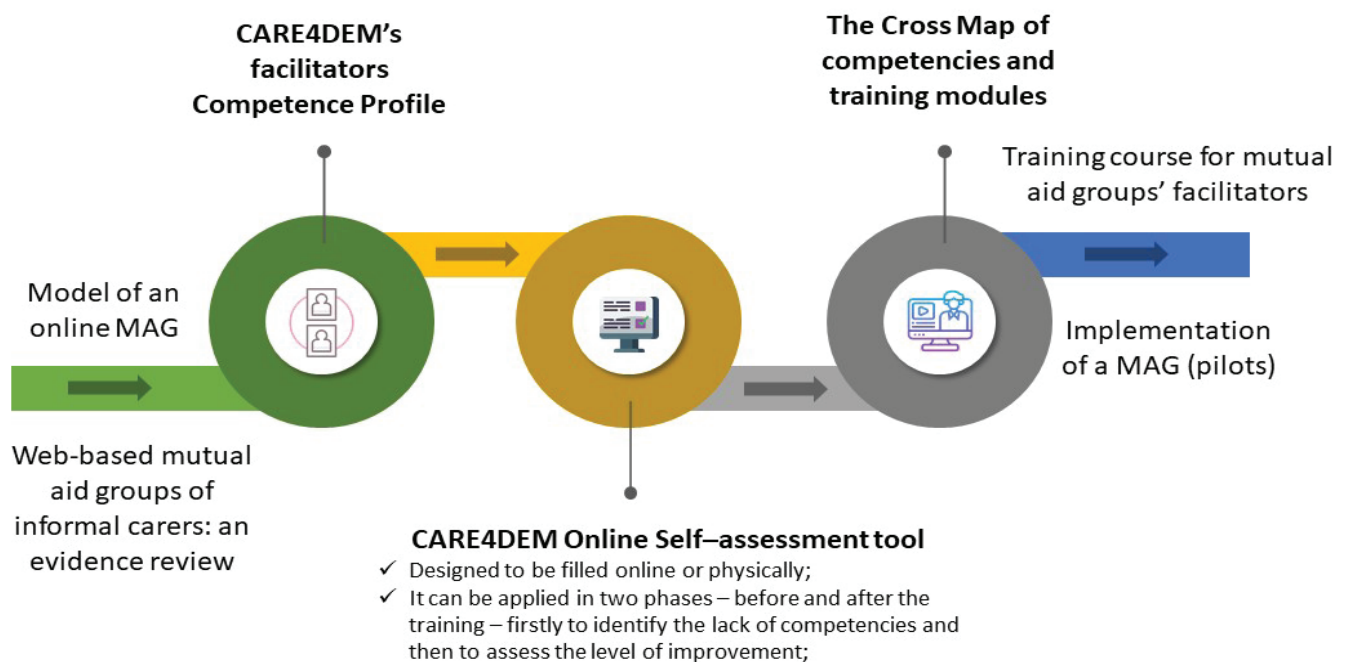 CARE4DEM’s
facilitators
Competence Profile
The Cross Map of
competencies and
training modules
Training course for mutual
aid groups’ facilitators
Model of an
online MAG
Implementation
of a MAG (pilots)
Web-based mutual
aid groups of
informal carers: an
evidence review
CARE4DEM Online Self–assessment tool
✓ Designed to be filled online or physically;
✓ It can be applied in two phases – before and after the
training – firstly to identify the lack of competencies and
then to assess the level of improvement;